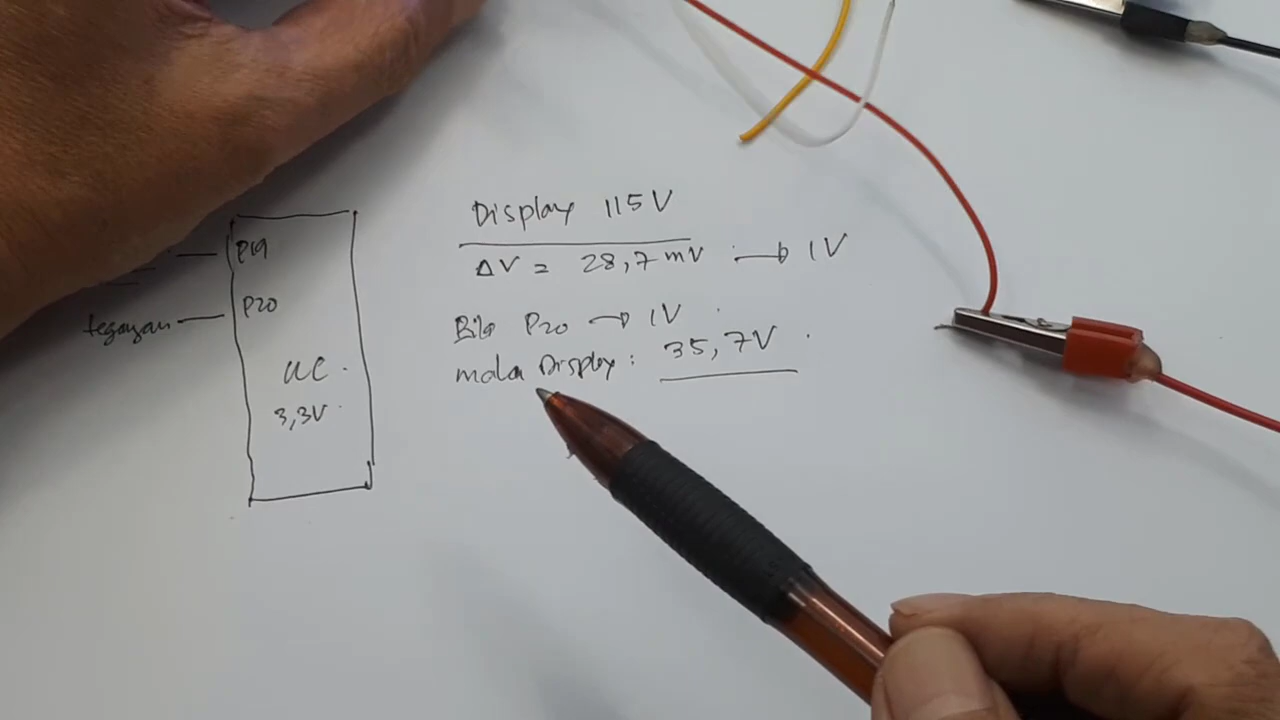 P19
P20
tegangan
UC.
3,3V
Display 115V
ΔV = 28,7 mV → 1V
Bila P20 → 1V
maka Display : 35,7V